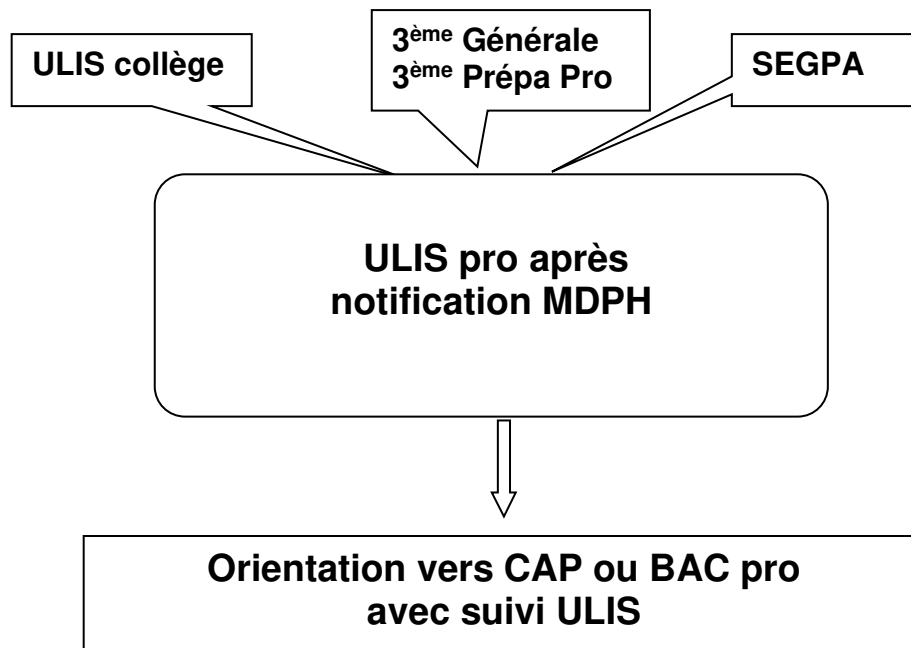 ULIS collège
3ème Générale
3ème Prépa Pro
SEGPA
ULIS pro après
notification MDPH
Orientation vers CAP ou BAC pro
avec suivi ULIS